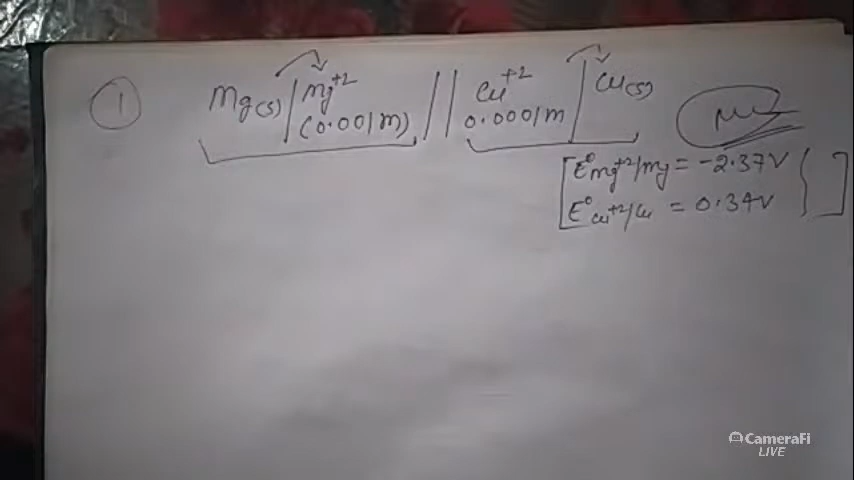 1 Mg(s) | Mg+2 || Cu+2 | Cu(s)
(0.001M) 0.0001M
[E°Mg+2/Mg = -2.37V
E°Cu+2/Cu = 0.34V]
CameraFi
LIVE